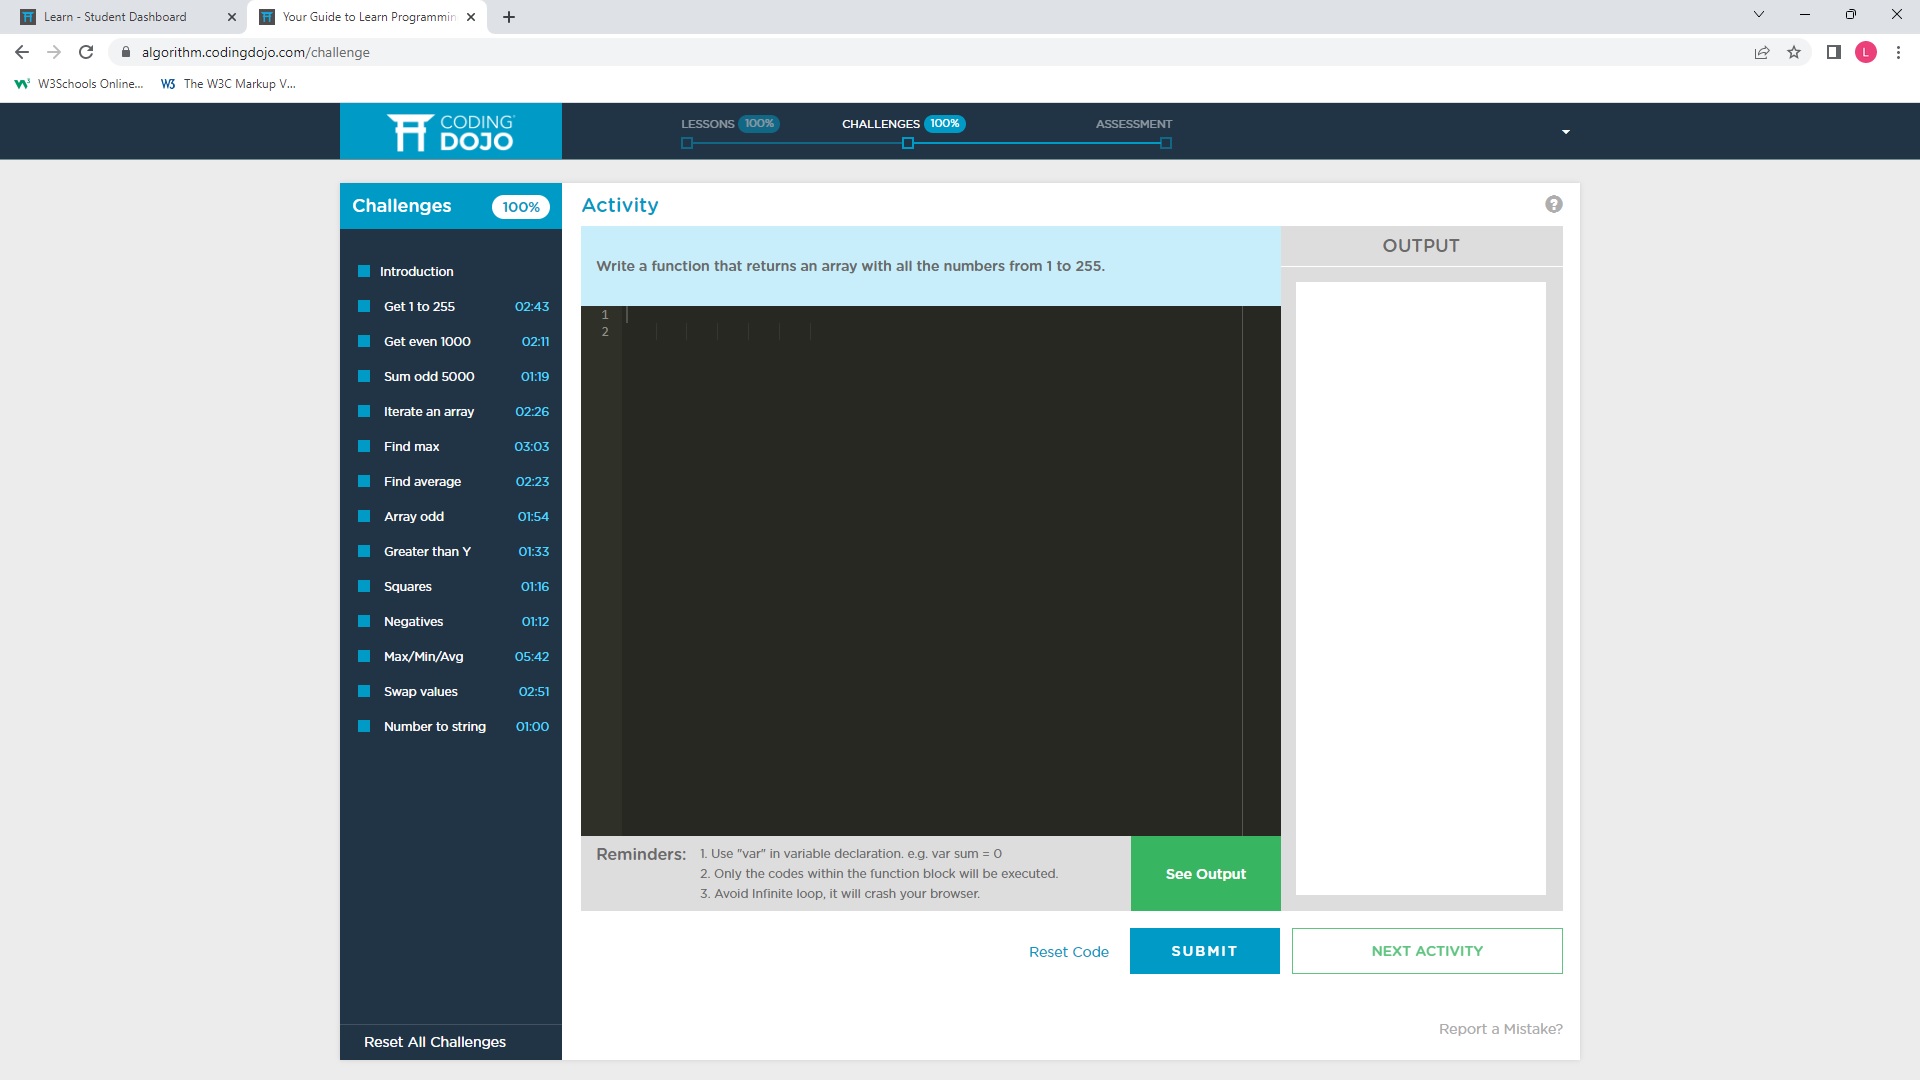 Learn - Student Dashboard
Your Guide to Learn Programmin
algorithm.codingdojo.com/challenge
L
W3Schools Online...
The W3C Markup V...
CODING
DOJO
LESSONS 100%
CHALLENGES 100%
ASSESSMENT
Challenges 100%
Introduction
Get 1 to 255 02:43
Get even 1000 02:11
Sum odd 5000 01:19
Iterate an array 02:26
Find max 03:03
Find average 02:23
Array odd 01:54
Greater than Y 01:33
Squares 01:16
Negatives 01:12
Max/Min/Avg 05:42
Swap values 02:51
Number to string 01:00
Reset All Challenges
Activity
?
Write a function that returns an array with all the numbers from 1 to 255.
1
2
OUTPUT
Reminders:
1. Use "var" in variable declaration. e.g. var sum = 0
2. Only the codes within the function block will be executed.
3. Avoid Infinite loop, it will crash your browser.
See Output
Reset Code
SUBMIT
NEXT ACTIVITY
Report a Mistake?